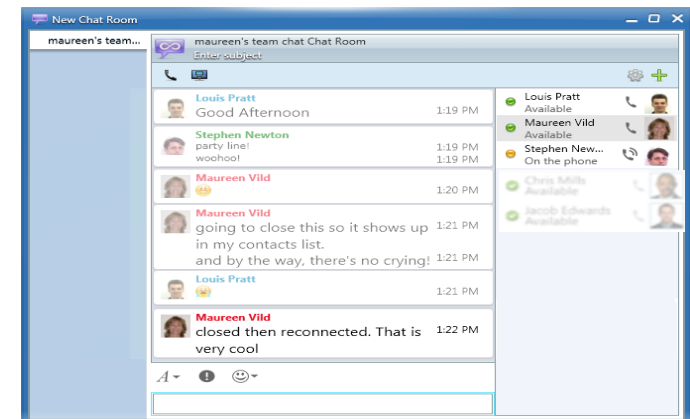 New Chat Room
maureen's team...
maureen's team chat Chat Room
Enter subject
Louis Pratt
Good Afternoon 1:19 PM
Stephen Newton
party line! 1:19 PM
woohoo! 1:19 PM
Maureen Vild
1:20 PM
Maureen Vild
going to close this so it shows up 1:21 PM
in my contacts list.
and by the way, there's no crying! 1:21 PM
Louis Pratt
1:21 PM
Maureen Vild
closed then reconnected. That is 1:22 PM
very cool
A
Louis Pratt
Available
Maureen Vild
Available
Stephen New...
On the phone
Chris Mills
Available
Jacob Edwards
Available